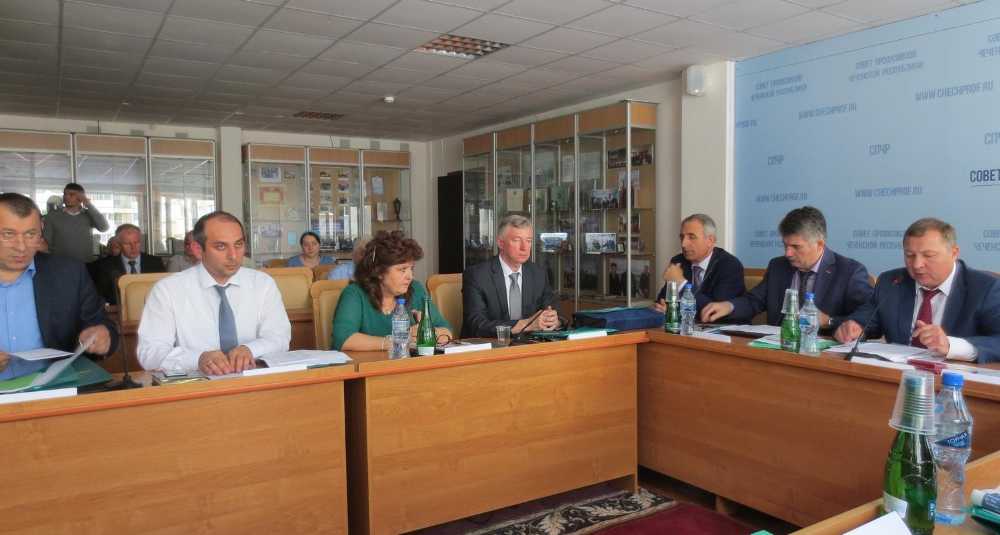 СОВЕТ ПРОФСОЮЗОВ
ЧЕЧЕНСКОЙ РЕСПУБЛИКИ
СОВЕТ ПРОФСОЮЗОВ
ЧЕЧЕНСКОЙ РЕСПУБЛИКИ
WWW.CHECHPROF.RU
WWW.CHECHPROF.RU
СПЧР
СПЧР
СОВЕТ
WWW.CHECHPROF.RU
WWW.CHECHPROF.RU
СОВЕТ ПРОФСОЮЗОВ
ЧЕЧЕНСКОЙ РЕСПУБЛИКИ
СОВЕТ ПРОФСОЮЗОВ
ЧЕЧЕНСКОЙ РЕСПУБЛИКИ
ГОРНАЯ